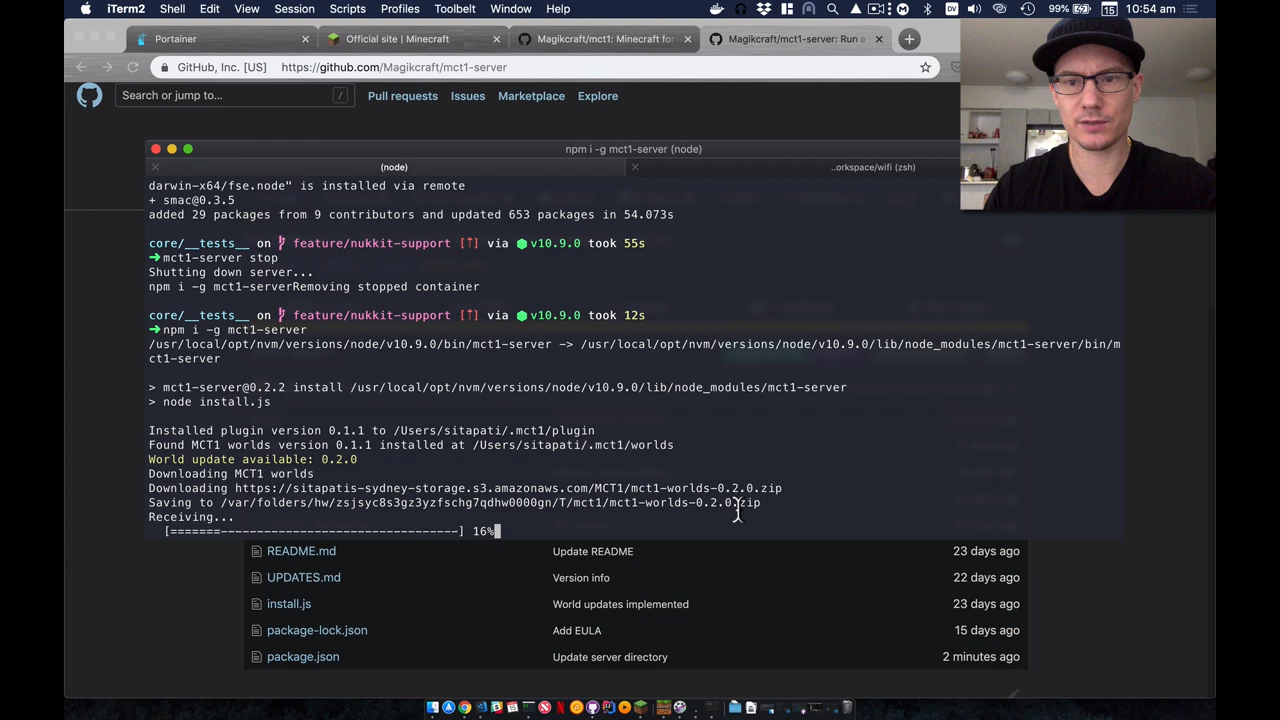 iTerm2 Shell Edit View Session Scripts Profiles Toolbelt Window Help 99% 15 10:54 am
Portainer Official site | Minecraft Magikcraft/mct1: Minecraft for Magikcraft/mct1-server: Run a
GitHub, Inc. [US] https://github.com/Magikcraft/mct1-server
Search or jump to... / Pull requests Issues Marketplace Explore
npm i -g mct1-server (node)
(node) ..orkspace/wifi (zsh)
darwin-x64/fse.node" is installed via remote
+ smac@0.3.5
added 29 packages from 9 contributors and updated 653 packages in 54.073s
core/__tests__ on feature/nukkit-support [⇡] via ⬢ v10.9.0 took 55s
➜ mct1-server stop
Shutting down server...
npm i -g mct1-serverRemoving stopped container
core/__tests__ on feature/nukkit-support [⇡] via ⬢ v10.9.0 took 12s
➜ npm i -g mct1-server
/usr/local/opt/nvm/versions/node/v10.9.0/bin/mct1-server -> /usr/local/opt/nvm/versions/node/v10.9.0/lib/node_modules/mct1-server/bin/m
ct1-server
> mct1-server@0.2.2 install /usr/local/opt/nvm/versions/node/v10.9.0/lib/node_modules/mct1-server
> node install.js
Installed plugin version 0.1.1 to /Users/sitapati/.mct1/plugin
Found MCT1 worlds version 0.1.1 installed at /Users/sitapati/.mct1/worlds
World update available: 0.2.0
Downloading MCT1 worlds
Downloading https://sitapatis-sydney-storage.s3.amazonaws.com/MCT1/mct1-worlds-0.2.0.zip
Saving to /var/folders/hw/zsjsyc8s3gz3yzfschg7qdhw0000gn/T/mct1/mct1-worlds-0.2.0.zip
Receiving...
[=======----------------------------------] 16%
README.md Update README 23 days ago
UPDATES.md Version info 22 days ago
install.js World updates implemented 23 days ago
package-lock.json Add EULA 15 days ago
package.json Update server directory 2 minutes ago